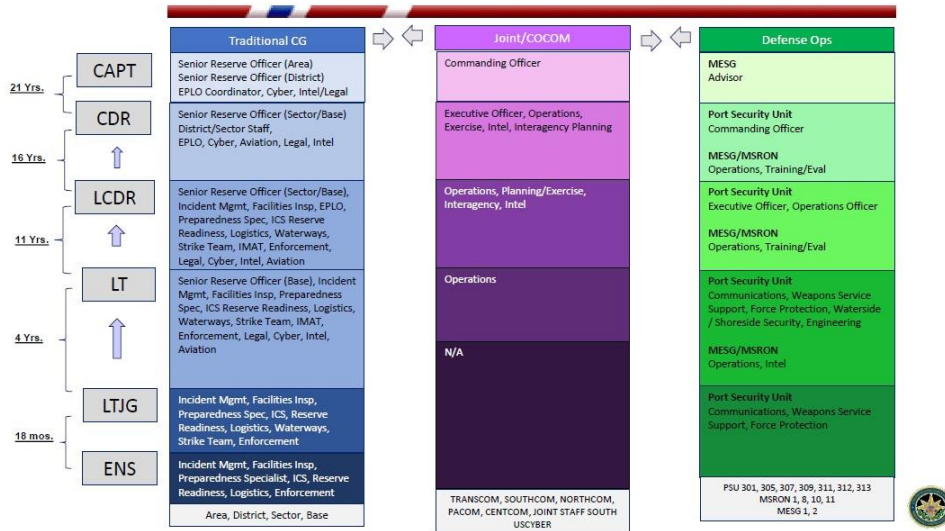 Traditional CG
Joint/COCOM
Defense Ops
CAPT
Senior Reserve Officer (Area)
Senior Reserve Officer (District)
EPLO Coordinator, Cyber, Intel/Legal
Commanding Officer
MESG
Advisor
21 Yrs.
CDR
Senior Reserve Officer (Sector/Base)
District/Sector Staff,
EPLO, Cyber, Aviation, Legal, Intel
Executive Officer, Operations,
Exercise, Intel, Interagency Planning
Port Security Unit
Commanding Officer
MESG/MSRON
Operations, Training/Eval
16 Yrs.
LCDR
Senior Reserve Officer (Sector/Base),
Incident Mgmt, Facilities Insp, EPLO,
Preparedness Spec, ICS Reserve
Readiness, Logistics, Waterways,
Strike Team, IMAT, Enforcement,
Legal, Cyber, Intel, Aviation
Operations, Planning/Exercise,
Interagency, Intel
Port Security Unit
Executive Officer, Operations Officer
MESG/MSRON
Operations, Training/Eval
11 Yrs.
LT
Senior Reserve Officer (Base), Incident
Mgmt, Facilities Insp, Preparedness
Spec, ICS Reserve Readiness, Logistics,
Waterways, Strike Team, IMAT,
Enforcement, Legal, Cyber, Intel,
Aviation
Operations
Port Security Unit
Communications, Weapons Service
Support, Force Protection, Waterside
/ Shoreside Security, Engineering
MESG/MSRON
Operations, Intel
4 Yrs.
N/A
LTJG
Incident Mgmt, Facilities Insp,
Preparedness Spec, ICS, Reserve
Readiness, Logistics, Waterways,
Strike Team, Enforcement
Port Security Unit
Communications, Weapons Service
Support, Force Protection
18 mos.
ENS
Incident Mgmt, Facilities Insp,
Preparedness Specialist, ICS, Reserve
Readiness, Logistics, Enforcement
Area, District, Sector, Base
TRANSCOM, SOUTHCOM, NORTHCOM,
PACOM, CENTCOM, JOINT STAFF SOUTH
USCYBER
PSU 301, 305, 307, 309, 311, 312, 313
MSRON 1, 8, 10, 11
MESG 1, 2